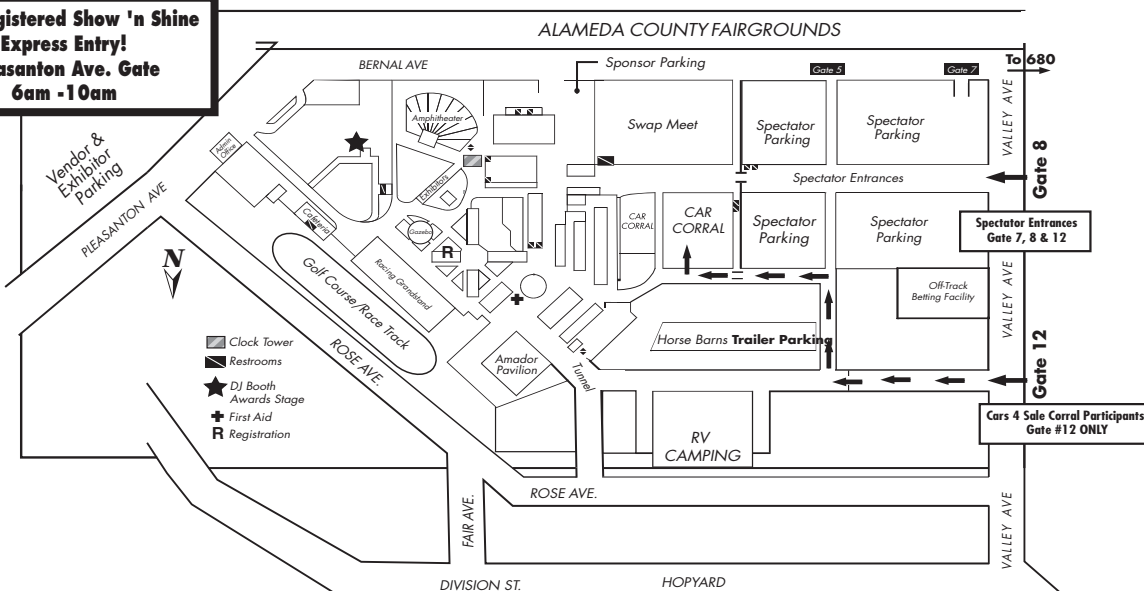 Show 'n Shine
Express Entry!
Ave. Gate
6am -10am
ALAMEDA COUNTY FAIRGROUNDS
BERNAL AVE
Sponsor Parking
Gate 5
Gate 7
To 680
VALLEY AVE
Gate 8
Vendor &
Exhibitor
Parking
PLEASANTON AVE
Admin
Office
Amphitheater
Swap Meet
Spectator
Parking
Spectator
Parking
Spectator Entrances
Spectator Entrances
Gate 7, 8 & 12
Exhibitors
Cafeteria
Gazebo
R
CAR
CORRAL
CAR
CORRAL
Spectator
Parking
Spectator
Parking
N
Golf Course/Race Track
Racing Grandstand
Off-Track
Betting Facility
VALLEY AVE
Horse Barns Trailer Parking
Gate 12
Clock Tower
Restrooms
DJ Booth
Awards Stage
First Aid
R Registration
ROSE AVE.
Amador
Pavilion
Tunnel
Cars 4 Sale Corral Participants
Gate #12 ONLY
RV
CAMPING
ROSE AVE.
FAIR AVE.
VALLEY AVE
DIVISION ST.
HOPYARD